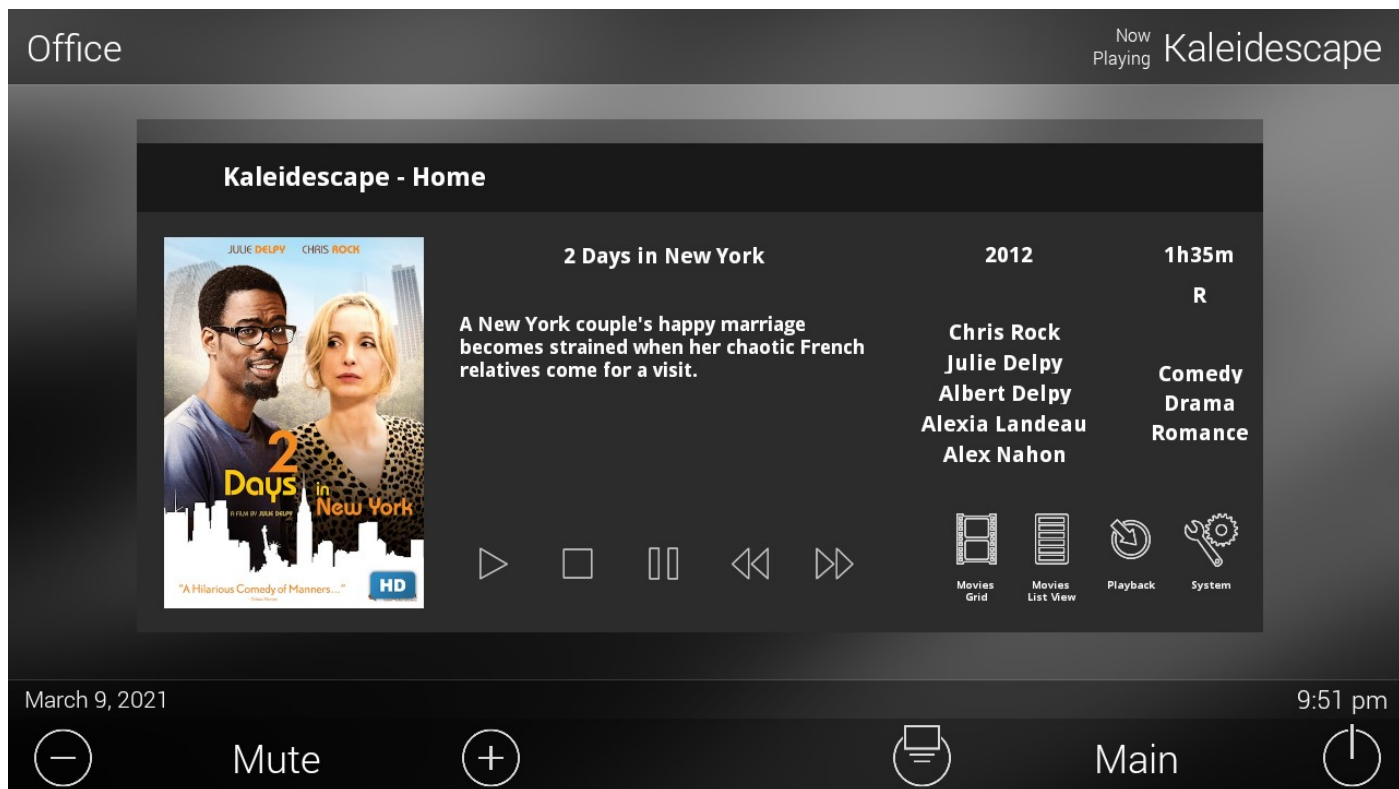 Office
Now
Playing
Kaleidescape
Kaleidescape - Home
JULIE DELPY CHRIS ROCK
2
Days in
New York
A FILM BY JULIE DELPY
"A Hilarious Comedy of Manners..."
HD
2 Days in New York
A New York couple's happy marriage
becomes strained when her chaotic French
relatives come for a visit.
2012
Chris Rock
Julie Delpy
Albert Delpy
Alexia Landeau
Alex Nahon
1h35m
R
Comedy
Drama
Romance
Movies
Grid
Movies
List View
Playback
System
March 9, 2021
9:51 pm
Mute
Main